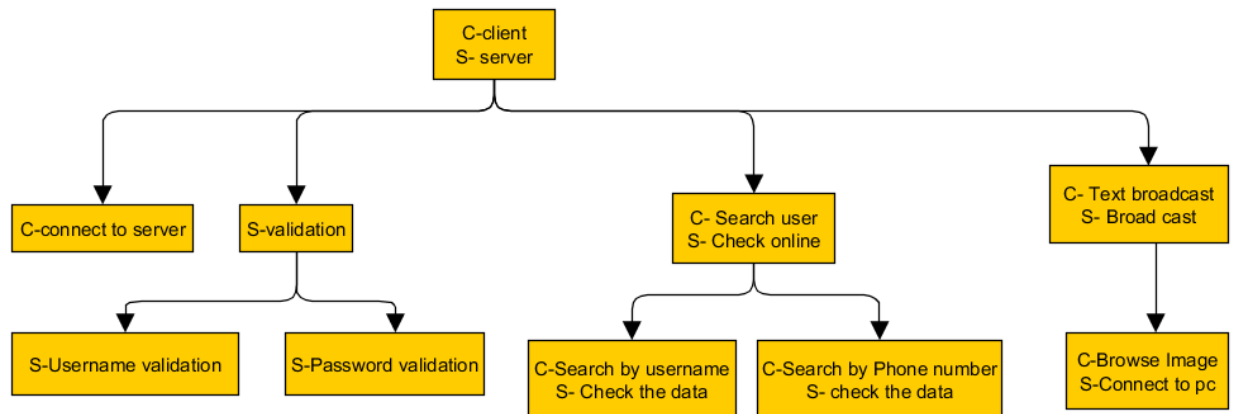 C-client
S- server
C-connect to server
S-validation
C- Search user
S- Check online
C- Text broadcast
S- Broad cast
S-Username validation
S-Password validation
C-Search by username
S- Check the data
C-Search by Phone number
S- check the data
C-Browse Image
S-Connect to pc